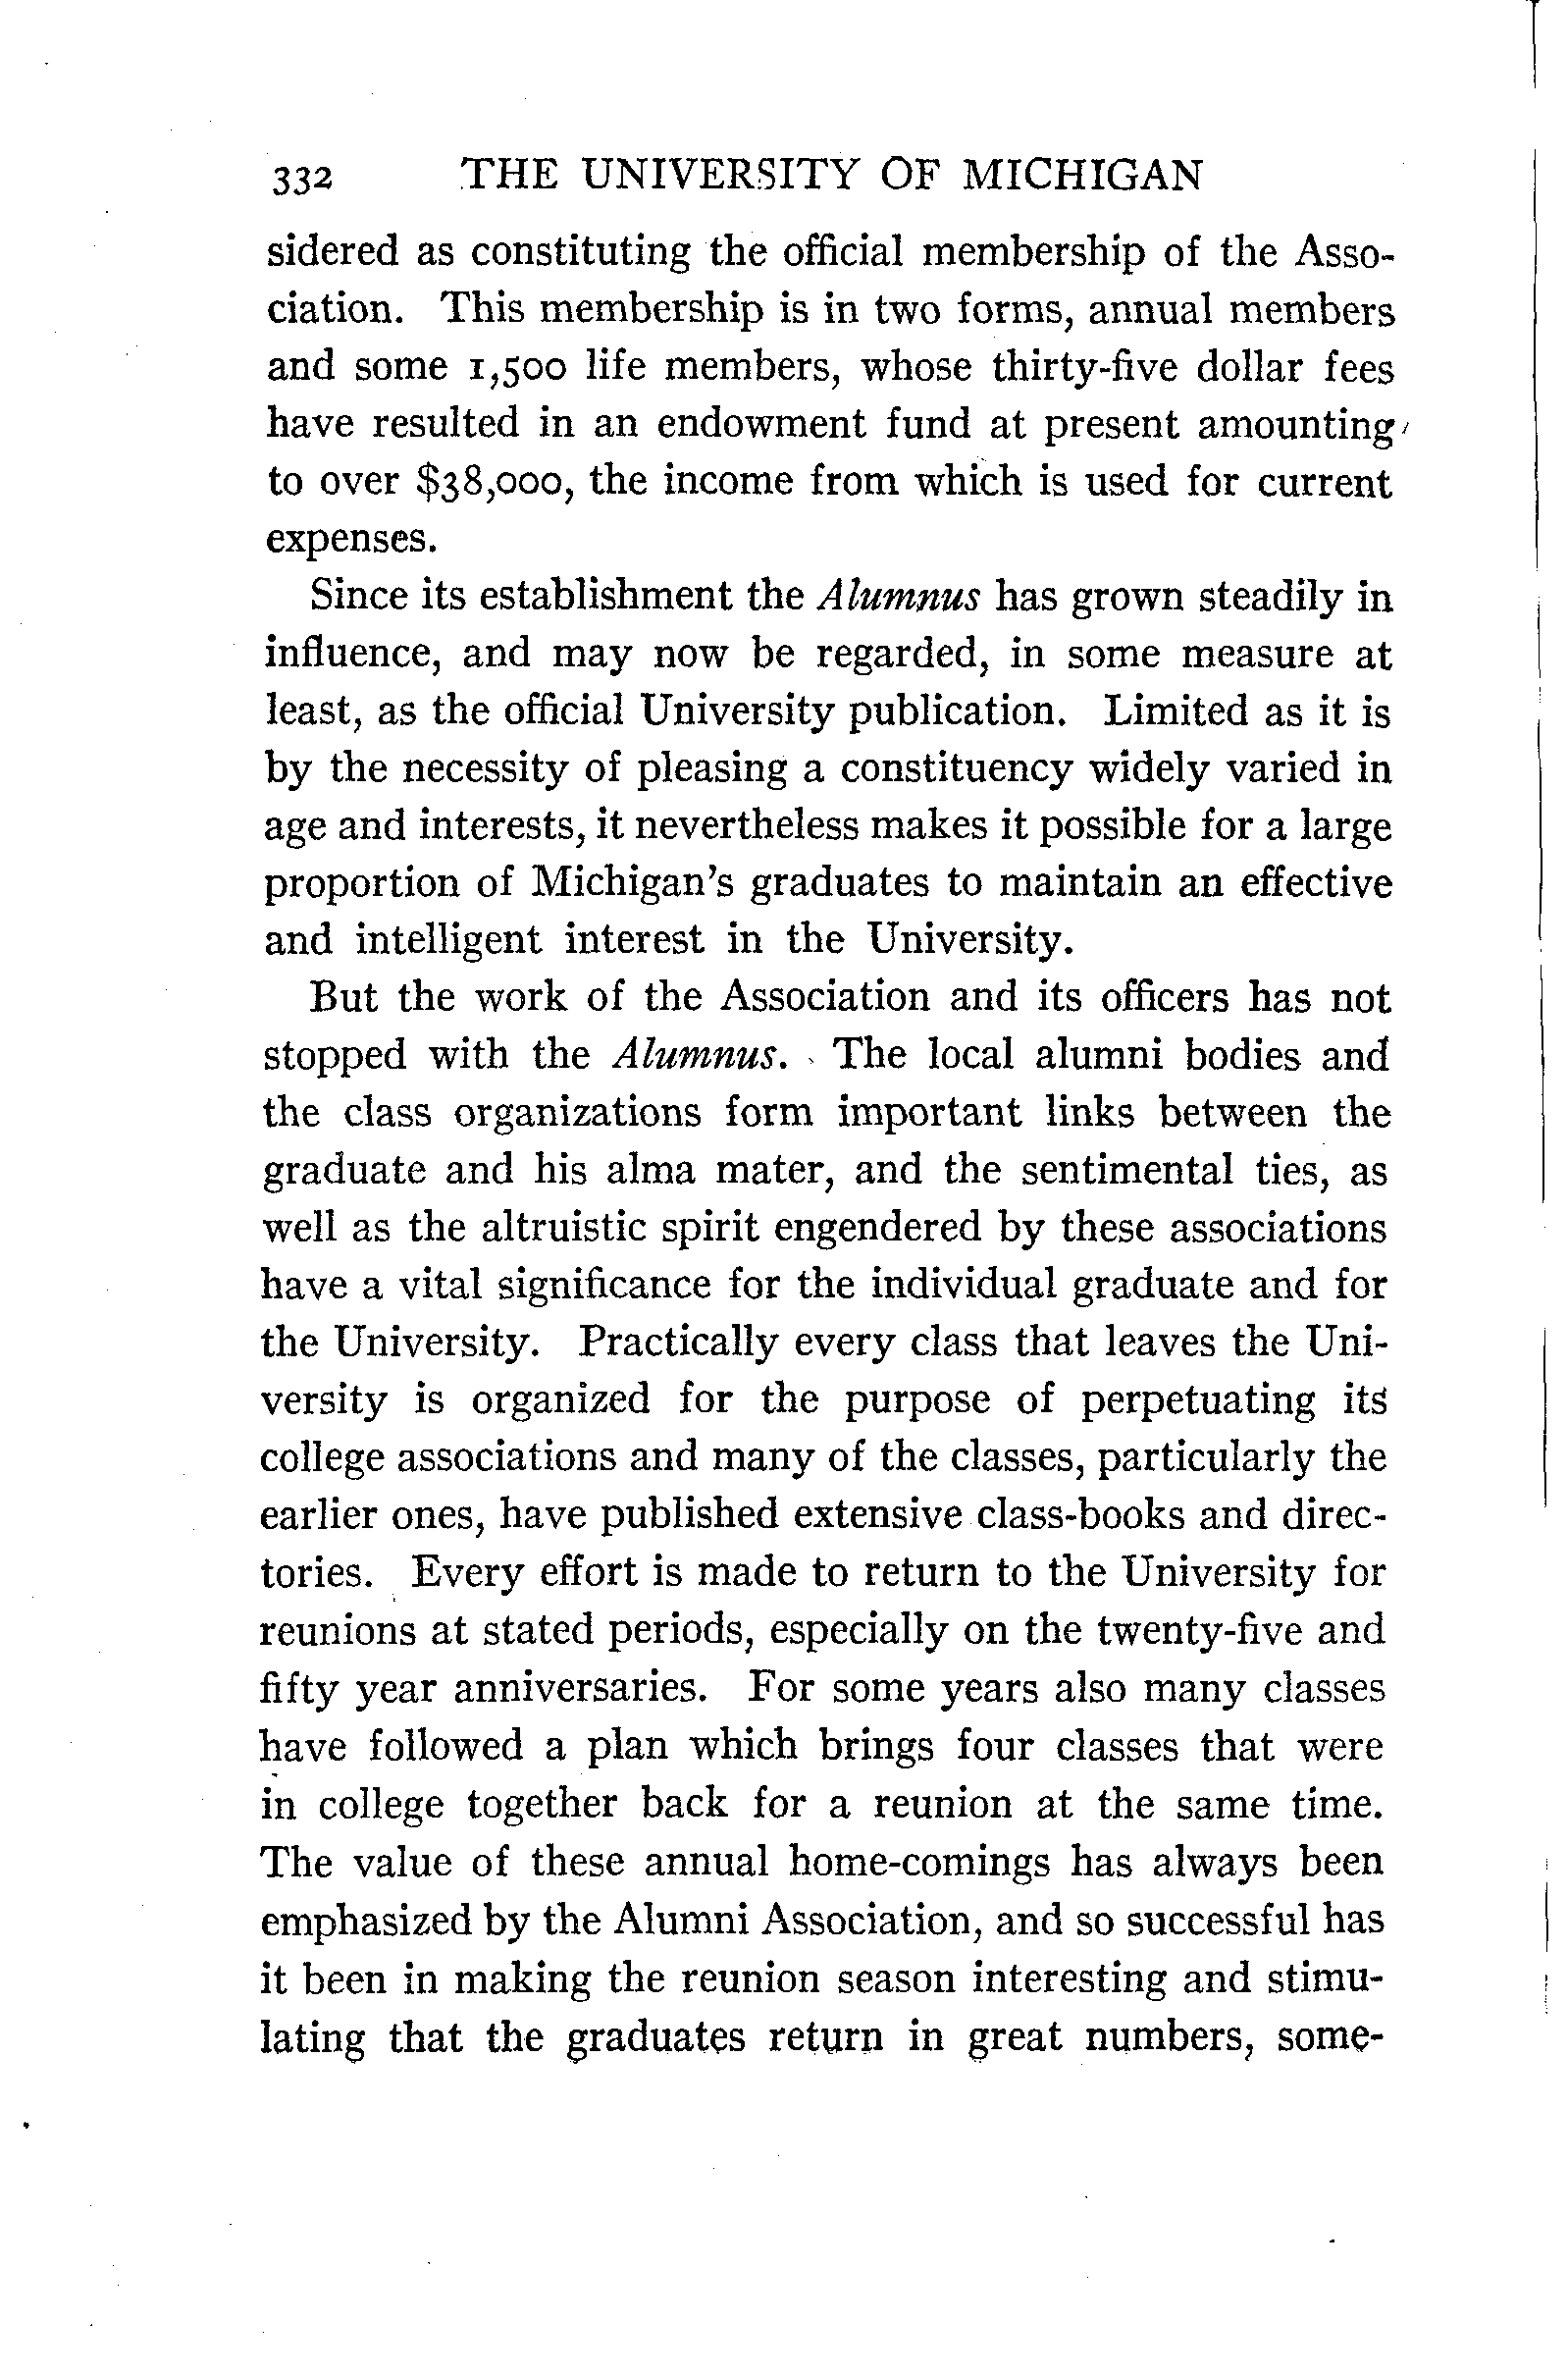 332 THE UNIVERSITY OF MICHIGAN
sidered as constituting the official membership of the Asso-
ciation. This membership is in two forms, annual members
and some 1,500 life members, whose thirty-five dollar fees
have resulted in an endowment fund at present amounting
to over $38,000, the income from which is used for current
expenses.
Since its establishment the Alumnus has grown steadily in
influence, and may now be regarded, in some measure at
least, as the official University publication. Limited as it is
by the necessity of pleasing a constituency widely varied in
age and interests, it nevertheless makes it possible for a large
proportion of Michigan's graduates to maintain an effective
and intelligent interest in the University.
But the work of the Association and its officers has not
stopped with the Alumnus. The local alumni bodies and
the class organizations form important links between the
graduate and his alma mater, and the sentimental ties, as
well as the altruistic spirit engendered by these associations
have a vital significance for the individual graduate and for
the University. Practically every class that leaves the Uni-
versity is organized for the purpose of perpetuating its
college associations and many of the classes, particularly the
earlier ones, have published extensive class-books and direc-
tories. Every effort is made to return to the University for
reunions at stated periods, especially on the twenty-five and
fifty year anniversaries. For some years also many classes
have followed a plan which brings four classes that were
in college together back for a reunion at the same time.
The value of these annual home-comings has always been
emphasized by the Alumni Association, and so successful has
it been in making the reunion season interesting and stimu-
lating that the graduates return in great numbers, some-